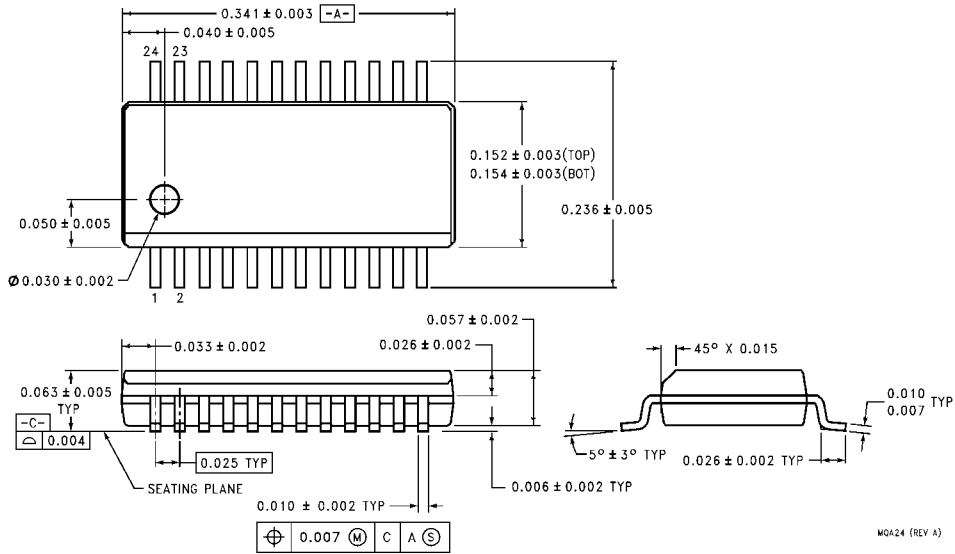 0.341 ± 0.003 -A-
0.040 ± 0.005
24 23
0.152 ± 0.003(TOP)
0.154 ± 0.003(BOT)
0.236 ± 0.005
0.050 ± 0.005
Ø 0.030 ± 0.002
1 2
0.057 ± 0.002
0.033 ± 0.002
0.026 ± 0.002
45° X 0.015
0.063 ± 0.005
TYP
0.010
0.007 TYP
-C-
⌓ 0.004
0.025 TYP
5° ± 3° TYP
0.026 ± 0.002 TYP
SEATING PLANE
0.006 ± 0.002 TYP
0.010 ± 0.002 TYP
⌖ 0.007 Ⓜ C A Ⓢ
MQA24 (REV A)